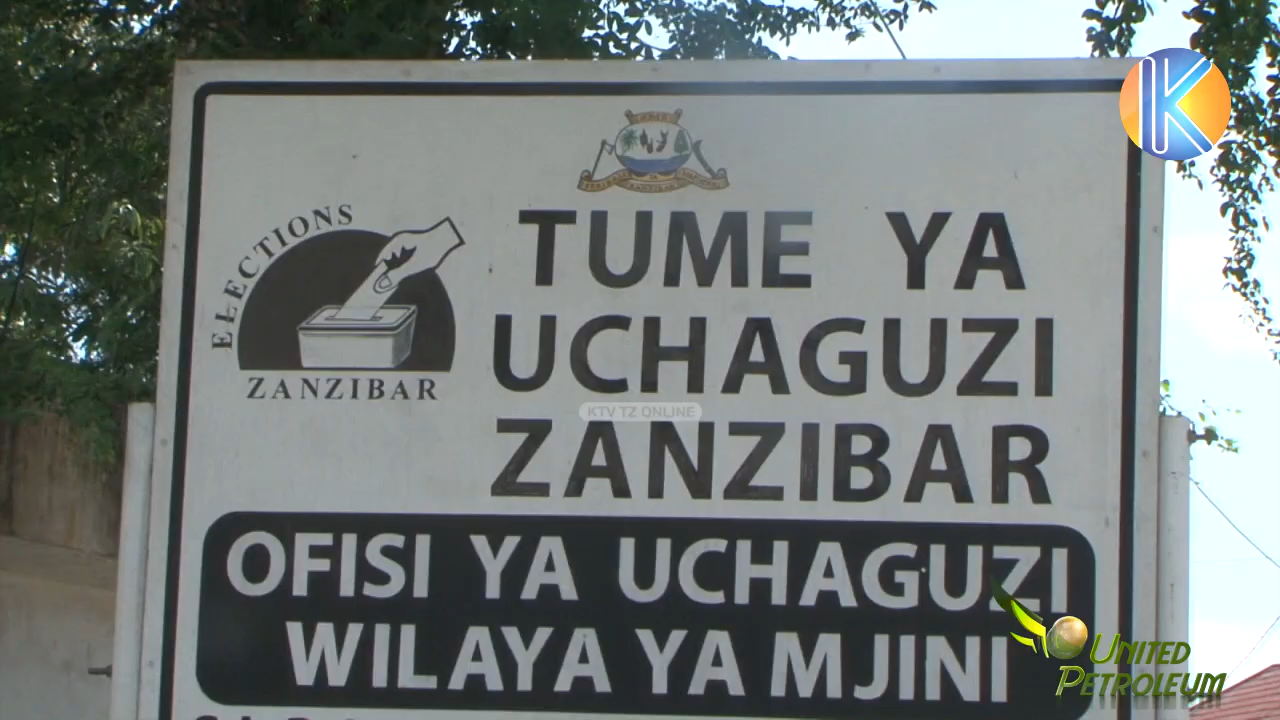 K
ELECTIONS
ZANZIBAR
TUME YA
UCHAGUZI
ZANZIBAR
KTV TZ ONLINE
OFISI YA UCHAGUZI
WILAYA YA MJINI
UNITED
PETROLEUM